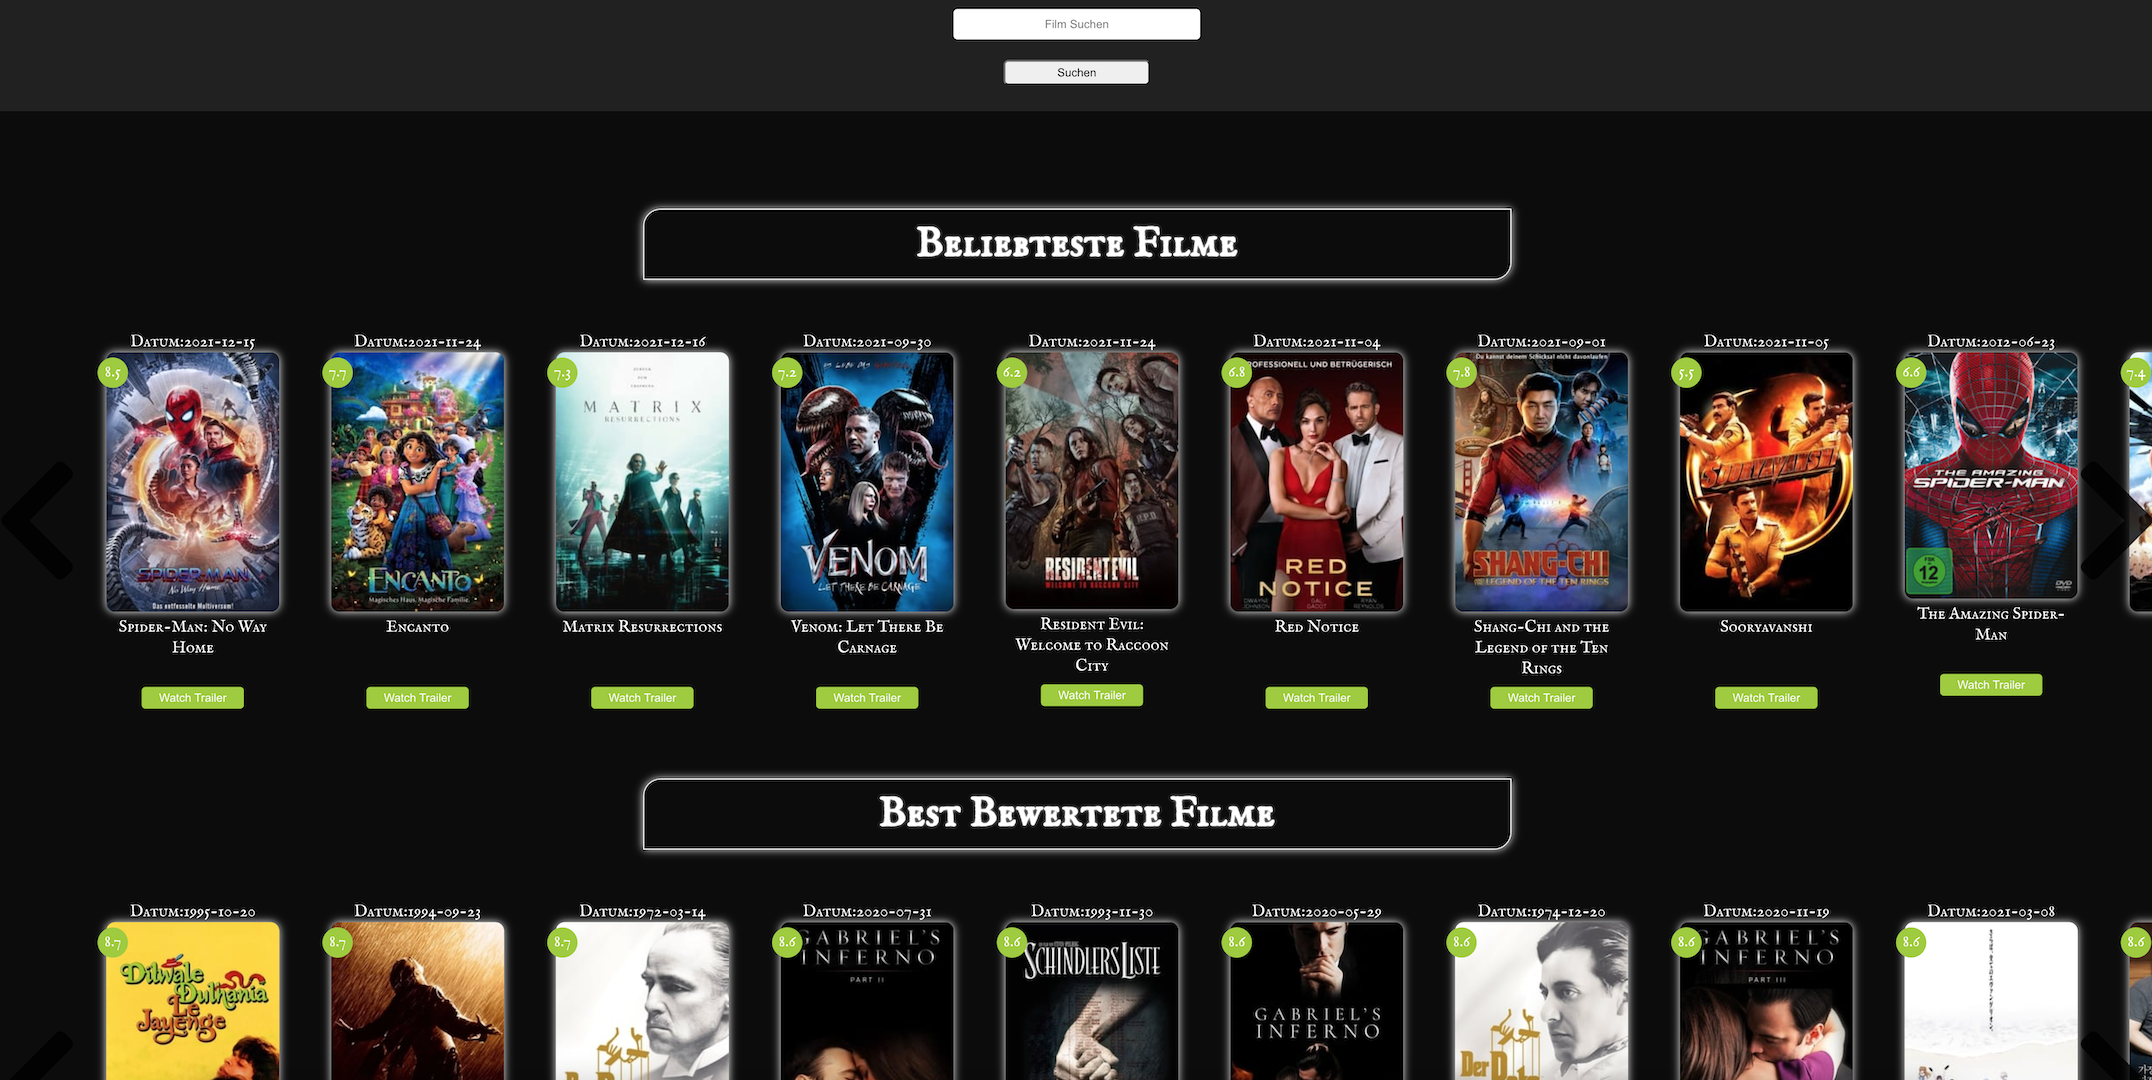 Film Suchen
Suchen
Beliebteste Filme
Datum:2021-12-15
Datum:2021-11-24
Datum:2021-12-16
Datum:2021-09-30
Datum:2021-11-24
Datum:2021-11-04
Datum:2021-09-01
Datum:2021-11-05
Datum:2012-06-23
8.5
7.7
7.3
7.2
6.2
6.8
7.8
5.5
6.6
7.4
SPIDER-MAN
No Way Home
Das entfesselte Multiversum!
ENCANTO
Magisches Haus. Magische Familie.
MATRIX
RESURRECTIONS
VENOM
LET THERE BE CARNAGE
R.P.D.
RESIDENT EVIL
WELCOME TO RACCOON CITY
PROFESSIONELL UND BETRÜGERISCH
RED
NOTICE
DWAYNE JOHNSON
GAL GADOT
RYAN REYNOLDS
Du kannst deinem Schicksal nicht davonlaufen
SHANG-CHI
AND THE LEGEND OF THE TEN RINGS
SOORYAVANSHI
THE AMAZING
SPIDER-MAN
FSK
12
DVD
Spider-Man: No Way
Home
Encanto
Matrix Resurrections
Venom: Let There Be
Carnage
Resident Evil:
Welcome to Raccoon
City
Red Notice
Shang-Chi and the
Legend of the Ten
Rings
Sooryavanshi
The Amazing Spider-
Man
Watch Trailer
Watch Trailer
Watch Trailer
Watch Trailer
Watch Trailer
Watch Trailer
Watch Trailer
Watch Trailer
Watch Trailer
Best Bewertete Filme
Datum:1995-10-20
Datum:1994-09-23
Datum:1972-03-14
Datum:2020-07-31
Datum:1993-11-30
Datum:2020-05-29
Datum:1974-12-20
Datum:2020-11-19
Datum:2021-03-08
8.7
8.7
8.7
8.6
8.6
8.6
8.6
8.6
8.6
8.6
Dilwale
Dulhania
Le
Jayenge
GABRIEL'S
INFERNO
PART II
SCHINDLERS LISTE
GABRIEL'S
INFERNO
Der Pate
GABRIEL'S
INFERNO
PART III